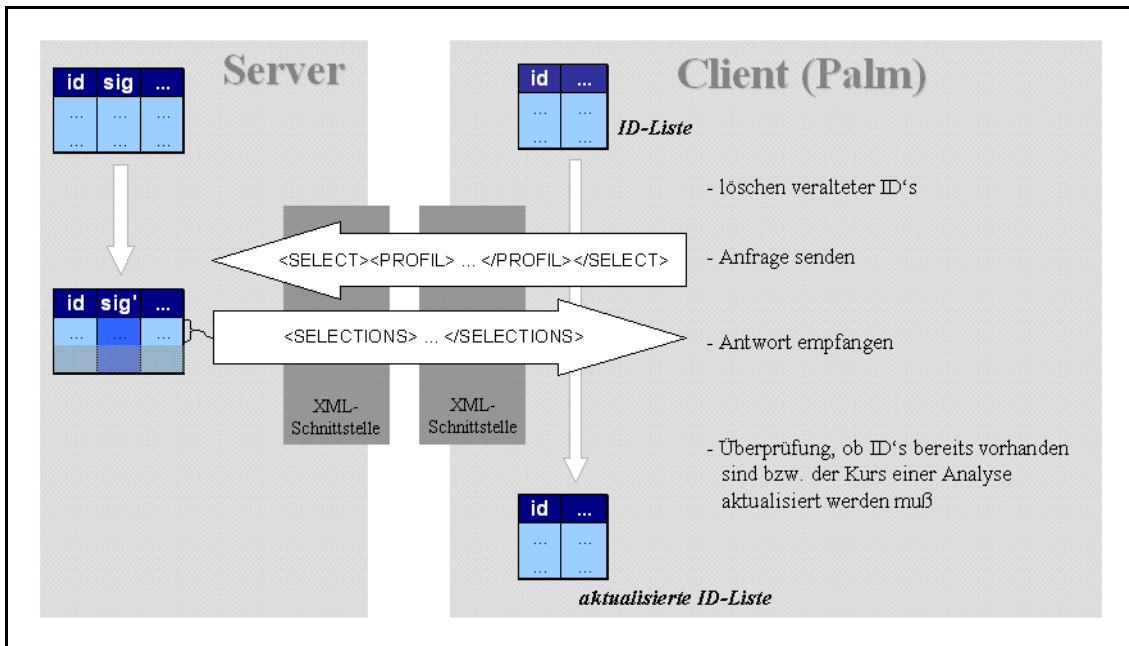 Server
id sig ...
... ... ...
... ... ...
Client (Palm)
id ...
... ...
... ...
ID-Liste
- löschen veralteter ID's
<SELECT><PROFIL> ... </PROFIL></SELECT>
- Anfrage senden
id sig' ...
... ... ...
<SELECTIONS> ... </SELECTIONS>
- Antwort empfangen
XML-
Schnittstelle
XML-
Schnittstelle
- Überprüfung, ob ID's bereits vorhanden
sind bzw. der Kurs einer Analyse
aktualisiert werden muß
id ...
... ...
... ...
aktualisierte ID-Liste